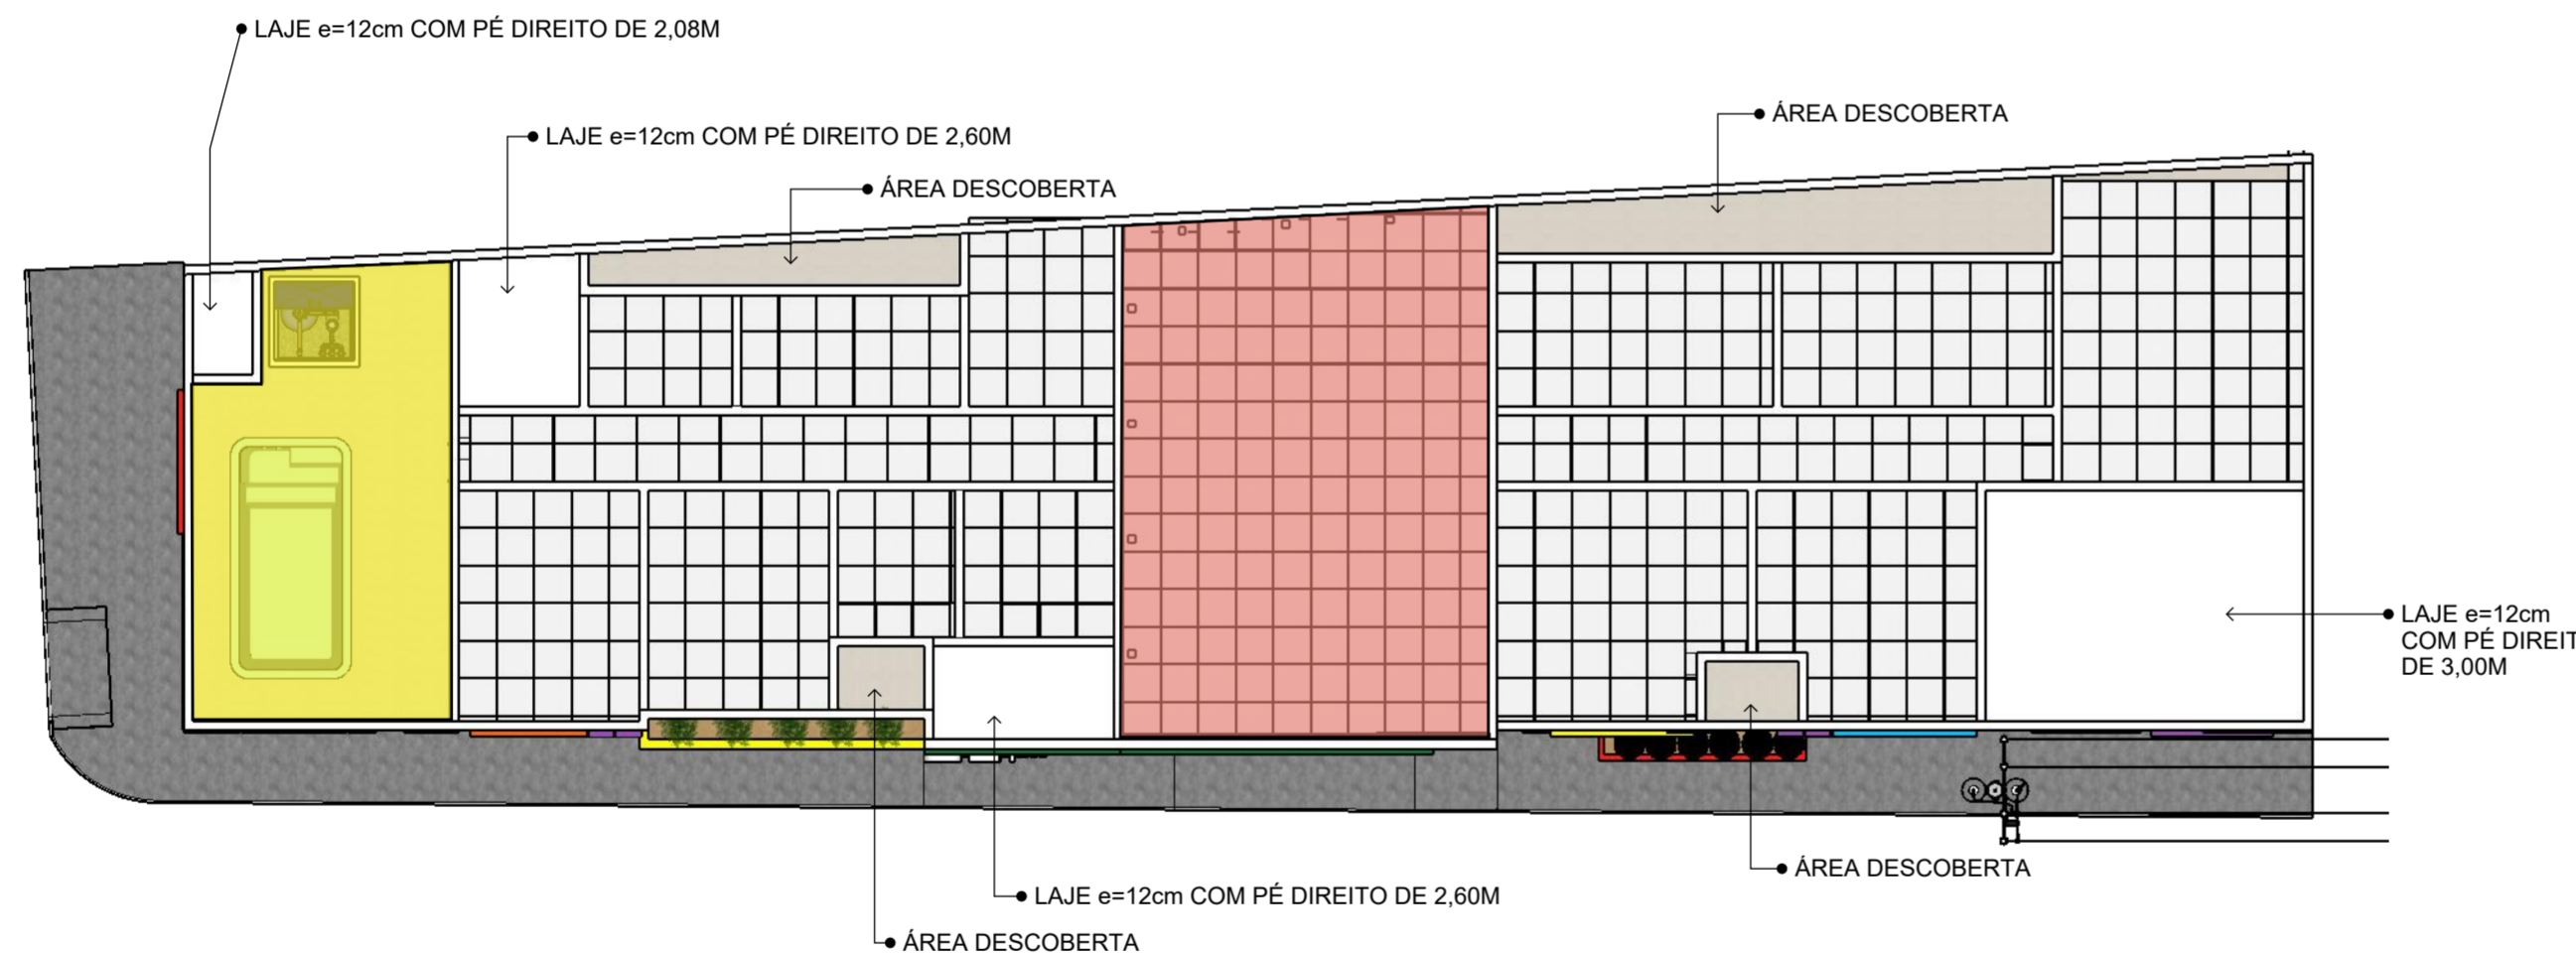 LAJE e=12cm COM PÉ DIREITO DE 2,08M
ÁREA DESCOBERTA
LAJE e=12cm COM PÉ DIREITO DE 2,60M
ÁREA DESCOBERTA
LAJE e=12cm
COM PÉ DIREIT
DE 3,00M
ÁREA DESCOBERTA
LAJE e=12cm COM PÉ DIREITO DE 2,60M
ÁREA DESCOBERTA